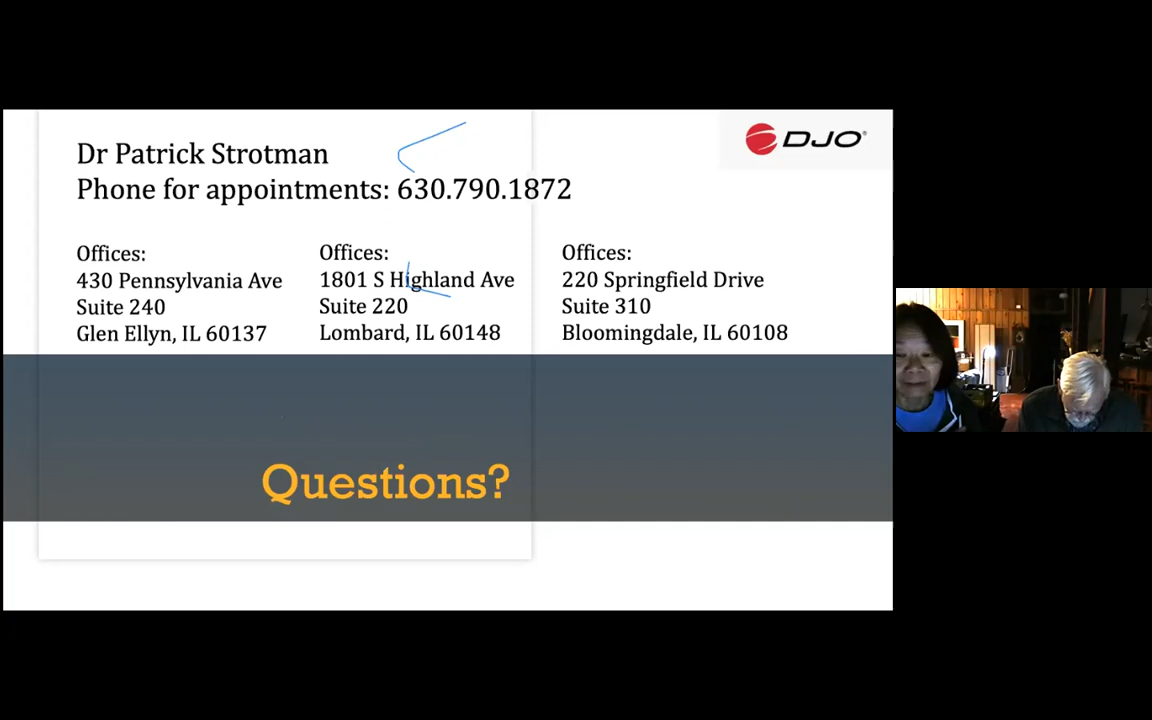 DJO®
Dr Patrick Strotman
Phone for appointments: 630.790.1872
Offices:
430 Pennsylvania Ave
Suite 240
Glen Ellyn, IL 60137
Offices:
1801 S Highland Ave
Suite 220
Lombard, IL 60148
Offices:
220 Springfield Drive
Suite 310
Bloomingdale, IL 60108
Questions?